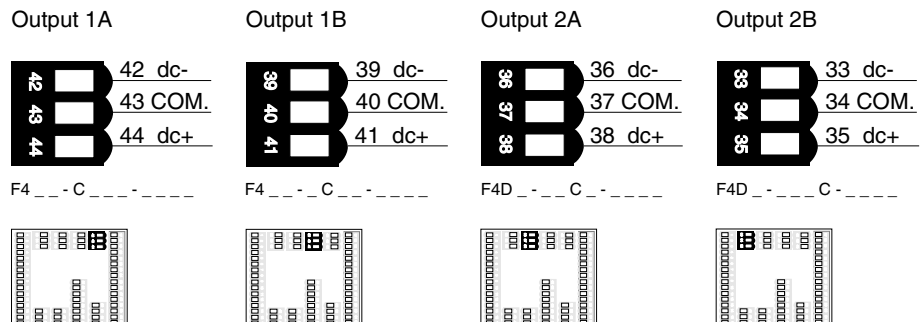 Output 1A
42 42 dc-
43 43 COM.
44 44 dc+
F4 _ _ - C _ _ _ - _ _ _ _
Output 1B
39 39 dc-
40 40 COM.
41 41 dc+
F4 _ _ - _ C _ _ - _ _ _ _
Output 2A
36 36 dc-
37 37 COM.
38 38 dc+
F4D _ - _ _ C _ - _ _ _ _
Output 2B
33 33 dc-
34 34 COM.
35 35 dc+
F4D _ - _ _ _ C - _ _ _ _